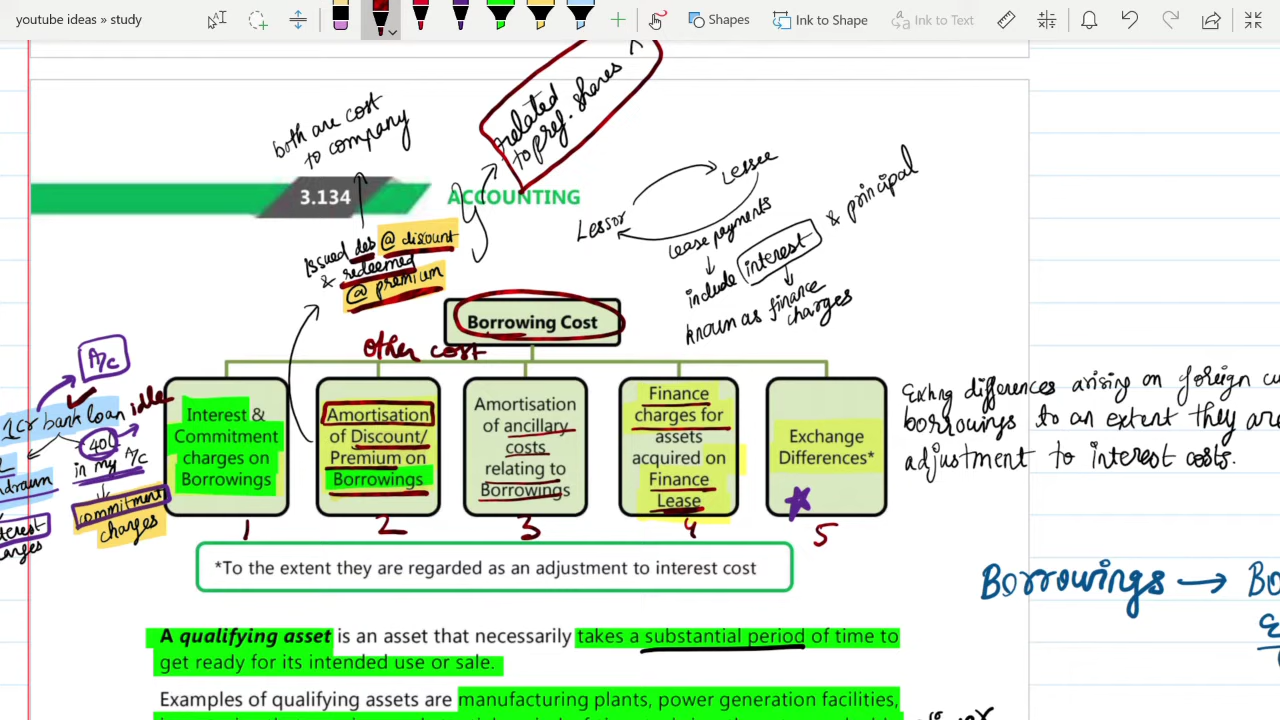 youtube ideas » study
Shapes
Ink to Shape
Ink to Text
related
to pref. shares
both are cost
to company
3.134
ACCOUNTING
Issued deb @ discount
& redeemed
@ premium
Lessee
Lessor
lease payments
include interest & principal
known as finance
charges
Borrowing Cost
other cost
A/c
1cr bank loan idle
40L
in my A/c
commitment
charges
Interest &
Commitment
charges on
Borrowings
1
Amortisation
of Discount/
Premium on
Borrowings
2
Amortisation
of ancillary
costs
relating to
Borrowings
3
Finance
charges for
assets
acquired on
Finance
Lease
4
Exchange
Differences*
5
differences arising on foreign
borrowings to an extent they are
adjustment to interest costs.
*To the extent they are regarded as an adjustment to interest cost
Borrowings → Bo
A qualifying asset is an asset that necessarily takes a substantial period of time to
get ready for its intended use or sale.
Examples of qualifying assets are manufacturing plants, power generation facilities,